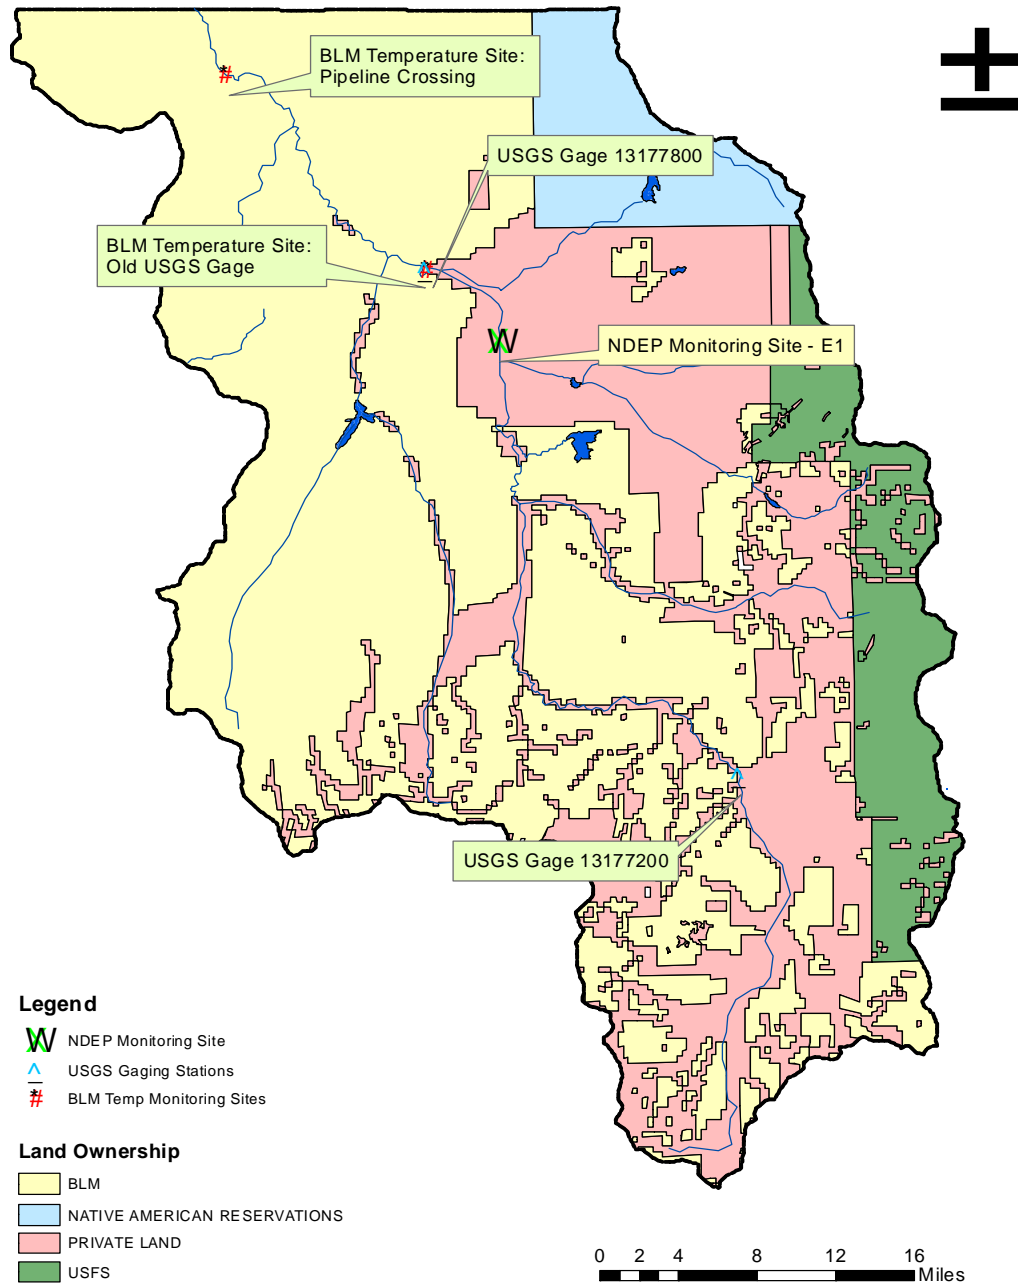 BLM Temperature Site:
Pipeline Crossing
USGS Gage 13177800
BLM Temperature Site:
Old USGS Gage
NDEP Monitoring Site - E1
USGS Gage 13177200
Legend
NDEP Monitoring Site
USGS Gaging Stations
BLM Temp Monitoring Sites
Land Ownership
BLM
NATIVE AMERICAN RESERVATIONS
PRIVATE LAND
USFS
0 2 4 8 12 16
Miles